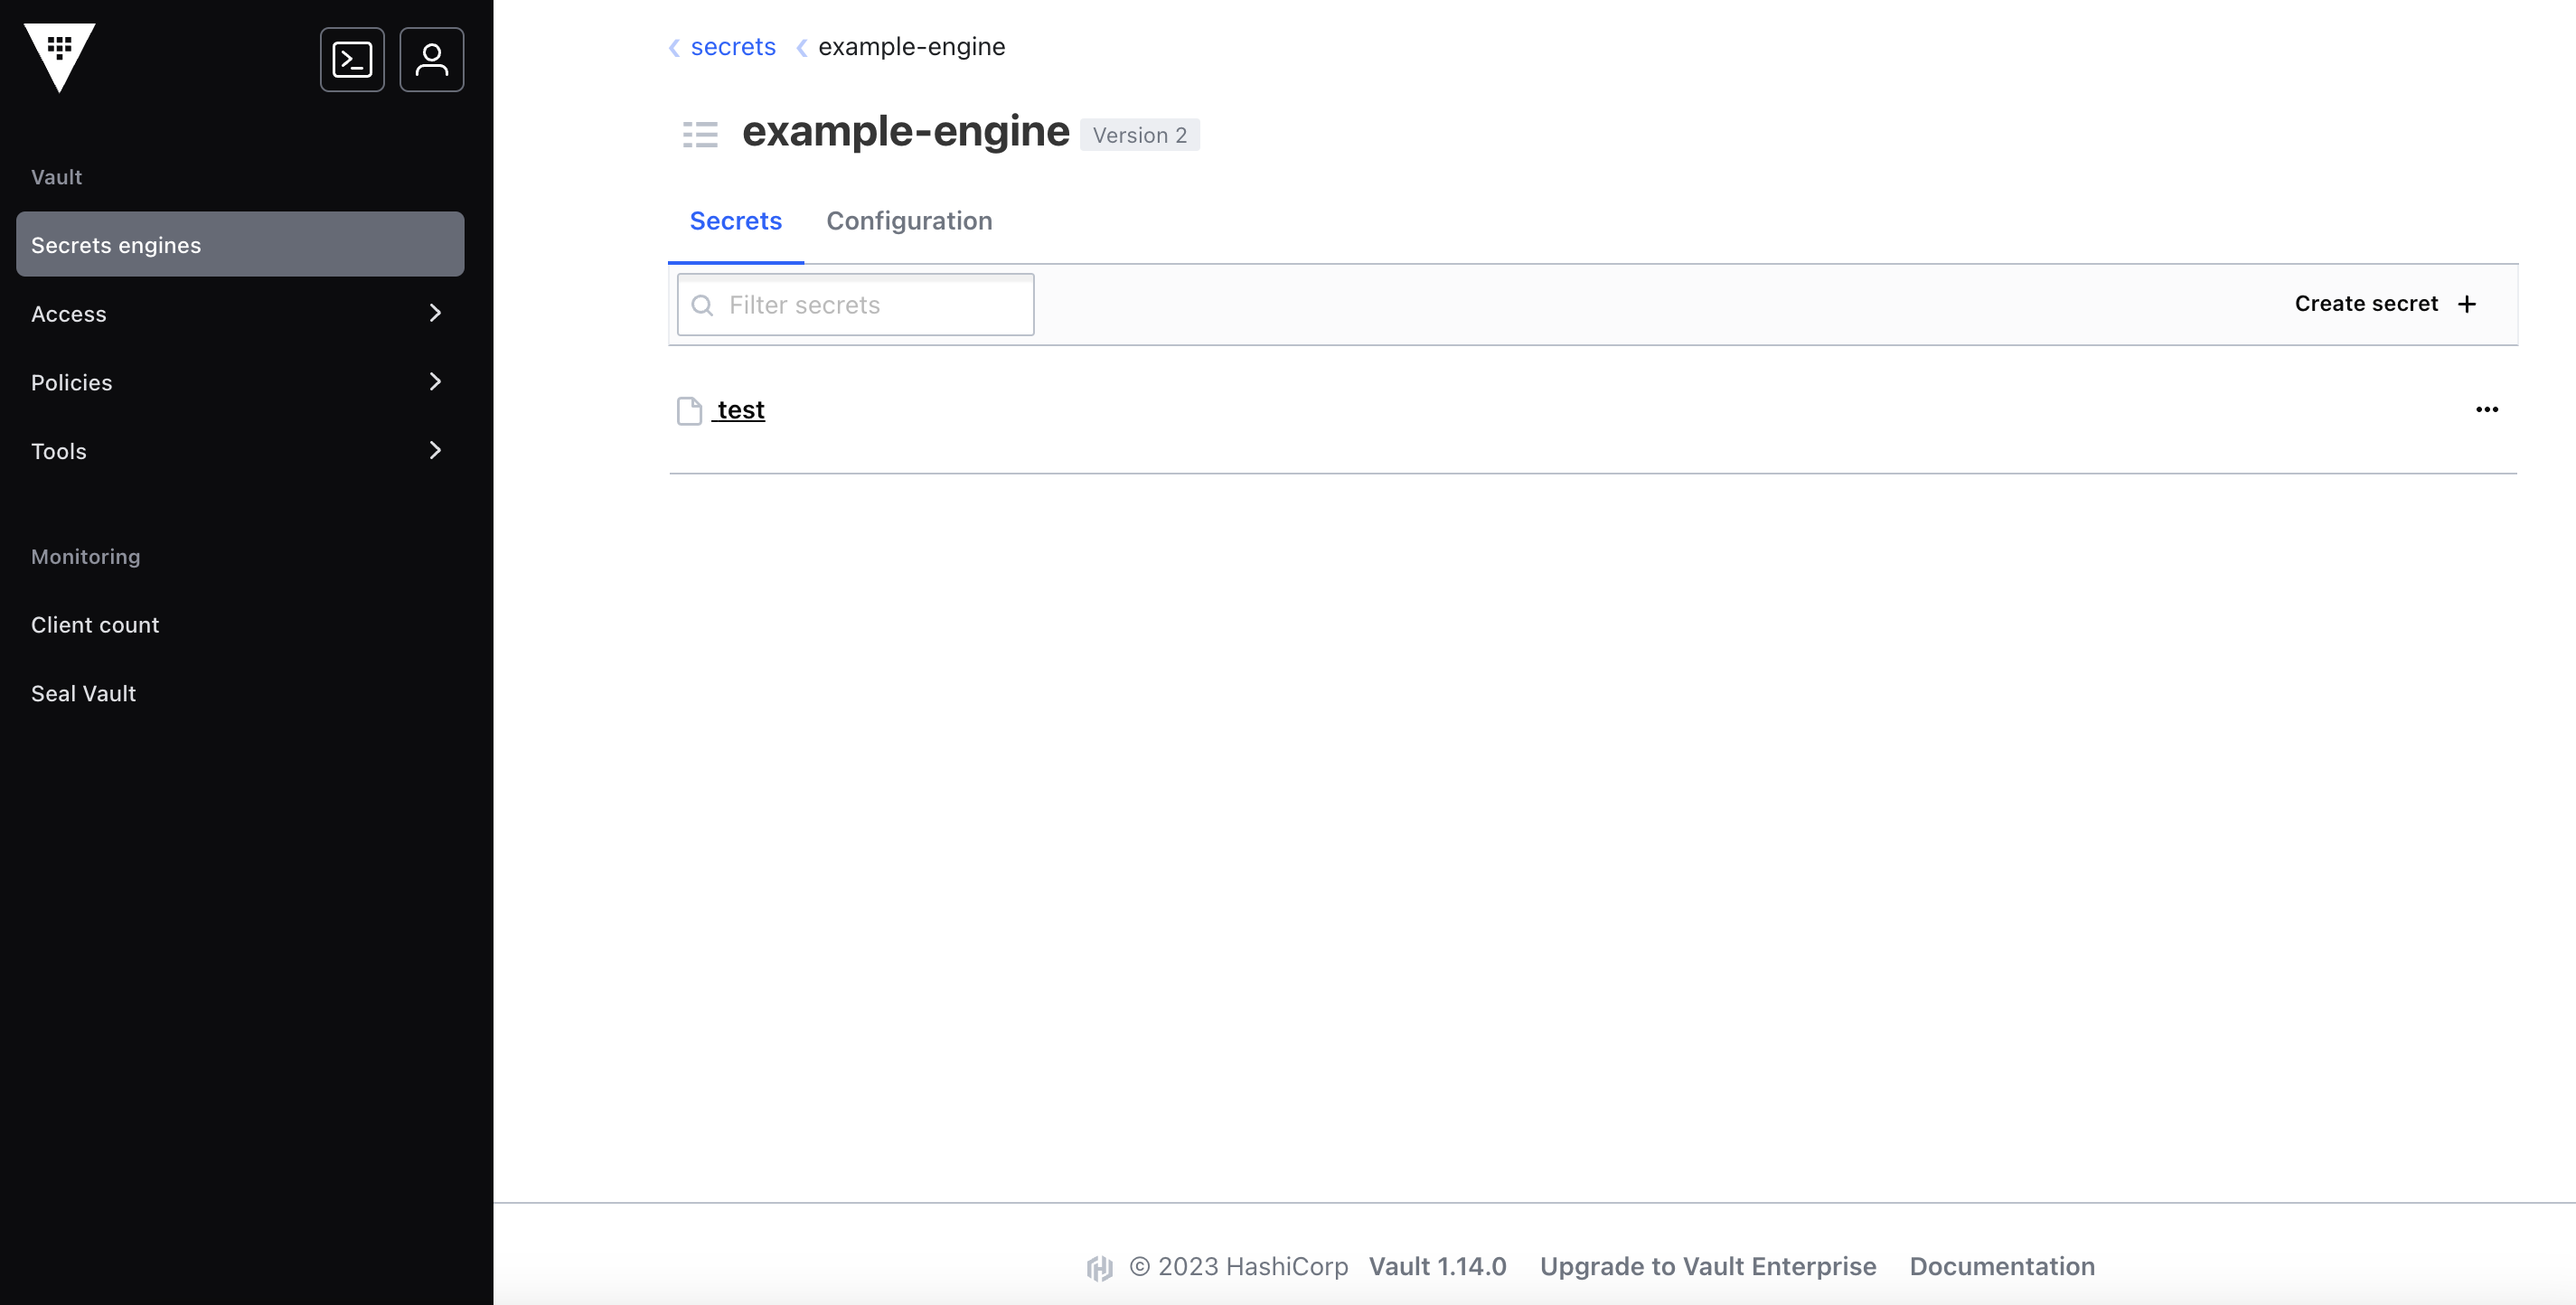 Vault
Secrets engines
Access
Policies
Tools
Monitoring
Client count
Seal Vault
secrets example-engine
example-engine Version 2
Secrets Configuration
Filter secrets Create secret
test
© 2023 HashiCorp Vault 1.14.0 Upgrade to Vault Enterprise Documentation